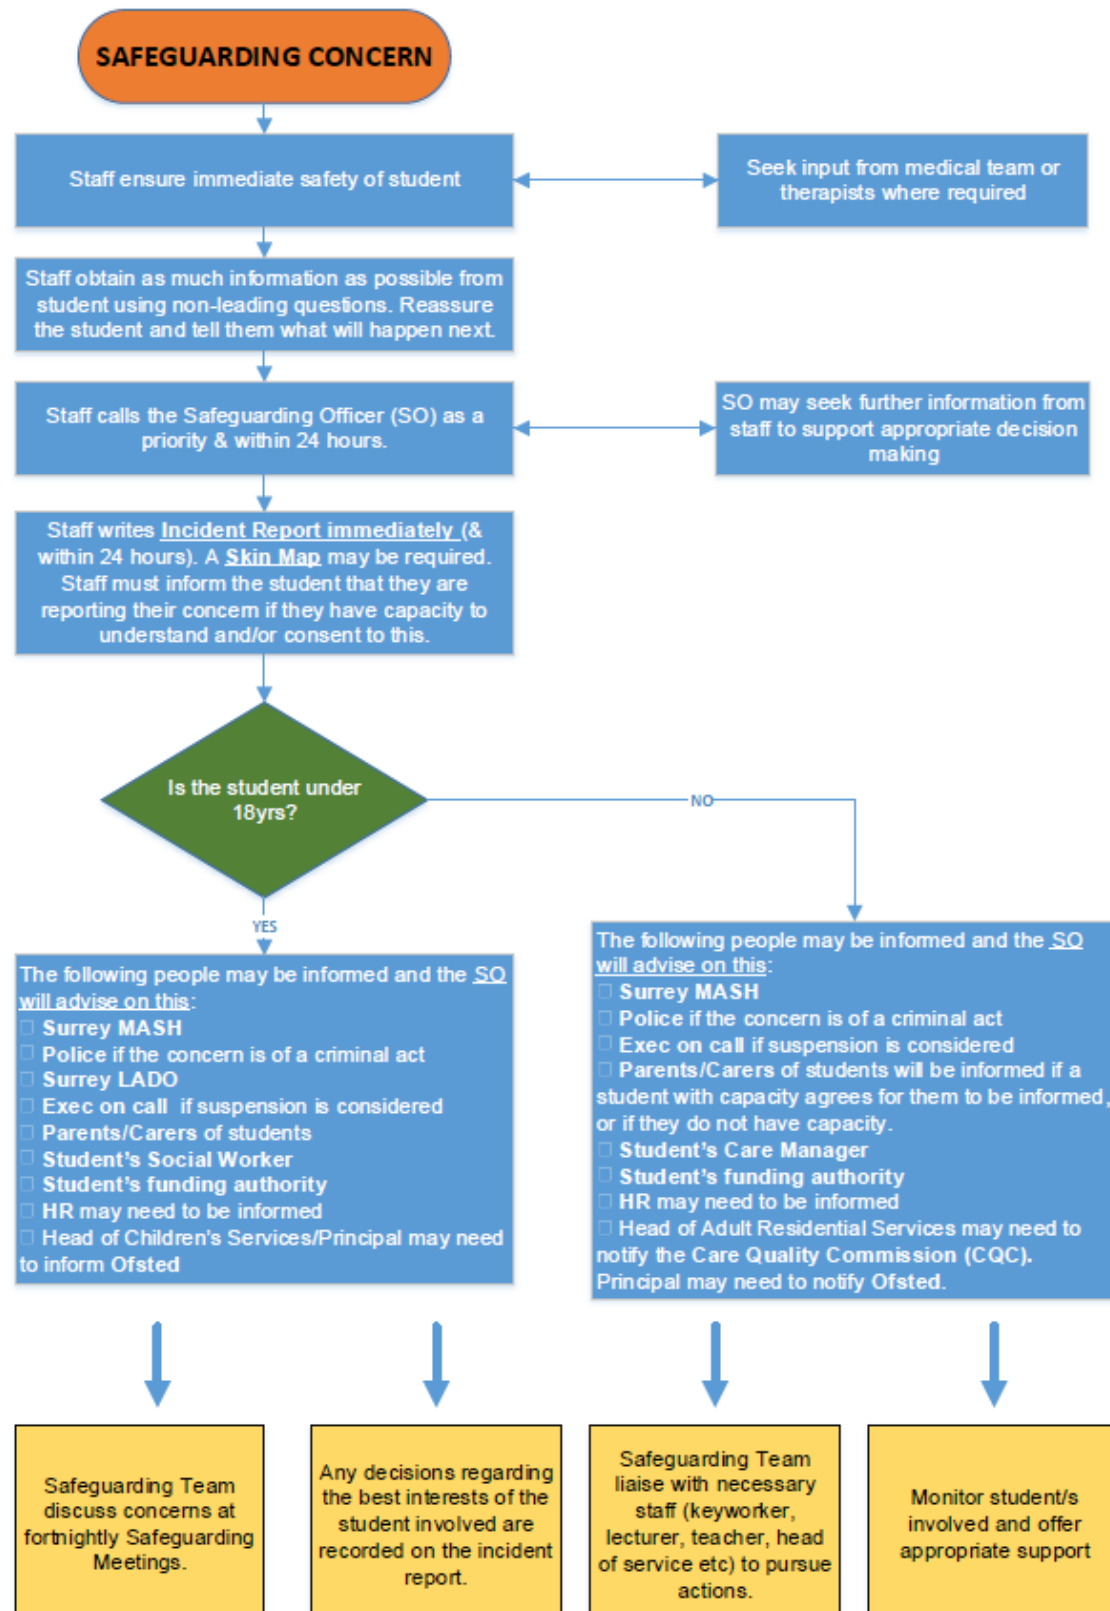 SAFEGUARDING CONCERN
Staff ensure immediate safety of student
Seek input from medical team or
therapists where required
Staff obtain as much information as possible from
student using non-leading questions. Reassure
the student and tell them what will happen next.
Staff calls the Safeguarding Officer (SO) as a
priority & within 24 hours.
SO may seek further information from
staff to support appropriate decision
making
Staff writes Incident Report immediately (&
within 24 hours). A Skin Map may be required.
Staff must inform the student that they are
reporting their concern if they have capacity to
understand and/or consent to this.
Is the student under
18yrs?
NO
YES
The following people may be informed and the SO
will advise on this:
□ Surrey MASH
□ Police if the concern is of a criminal act
□ Surrey LADO
□ Exec on call  if suspension is considered
□ Parents/Carers of students
□ Student's Social Worker
□ Student's funding authority
□ HR may need to be informed
□ Head of Children's Services/Principal may need
to inform Ofsted
The following people may be informed and the SO
will advise on this:
□ Surrey MASH
□ Police if the concern is of a criminal act
□ Exec on call if suspension is considered
□ Parents/Carers of students will be informed if a
student with capacity agrees for them to be informed,
or if they do not have capacity.
□ Student's Care Manager
□ Student's funding authority
□ HR may need to be informed
□ Head of Adult Residential Services may need to
notify the Care Quality Commission (CQC).
Principal may need to notify Ofsted.
Safeguarding Team
discuss concerns at
fortnightly Safeguarding
Meetings.
Any decisions regarding
the best interests of the
student involved are
recorded on the incident
report.
Safeguarding Team
liaise with necessary
staff (keyworker,
lecturer, teacher, head
of service etc) to pursue
actions.
Monitor student/s
involved and offer
appropriate support